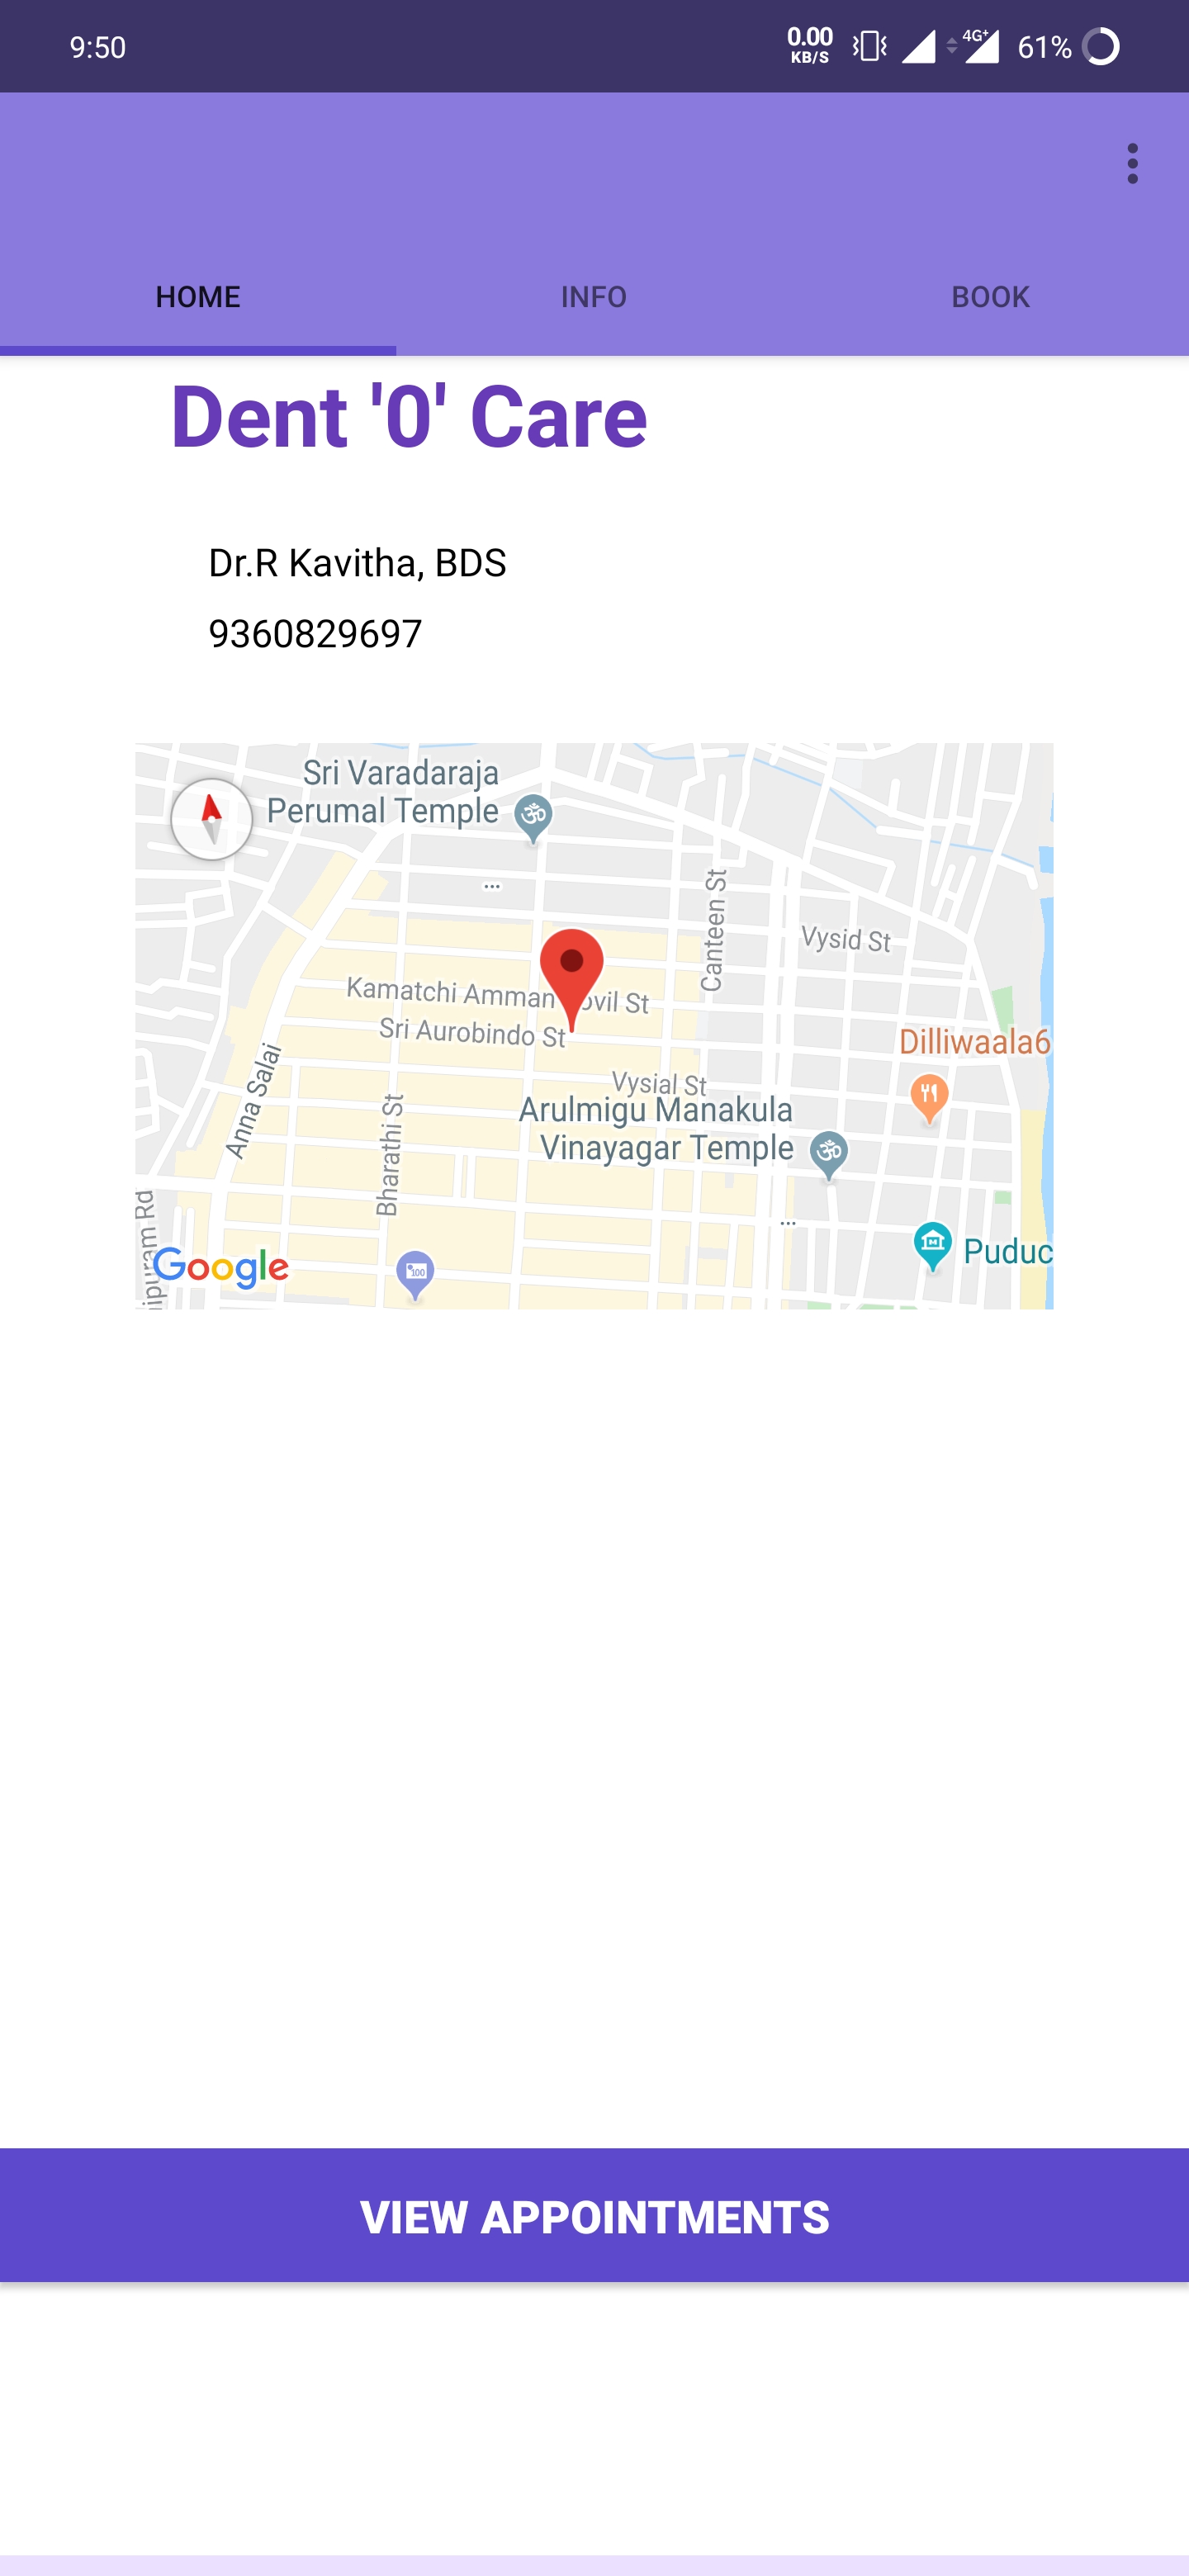 9:50
0.00
KB/S
4G+
61%
HOME
INFO
BOOK
Dent '0' Care
Dr.R Kavitha, BDS
9360829697
Sri Varadaraja
Perumal Temple
...
Canteen St
Vysid St
Kamatchi Amman ovil St
Sri Aurobindo St
Dilliwaala6
Anna Salai
Vysial St
Bharathi St
Arulmigu Manakula
Vinayagar Temple
...
ipuram Rd
Google
100
Puduc
VIEW APPOINTMENTS